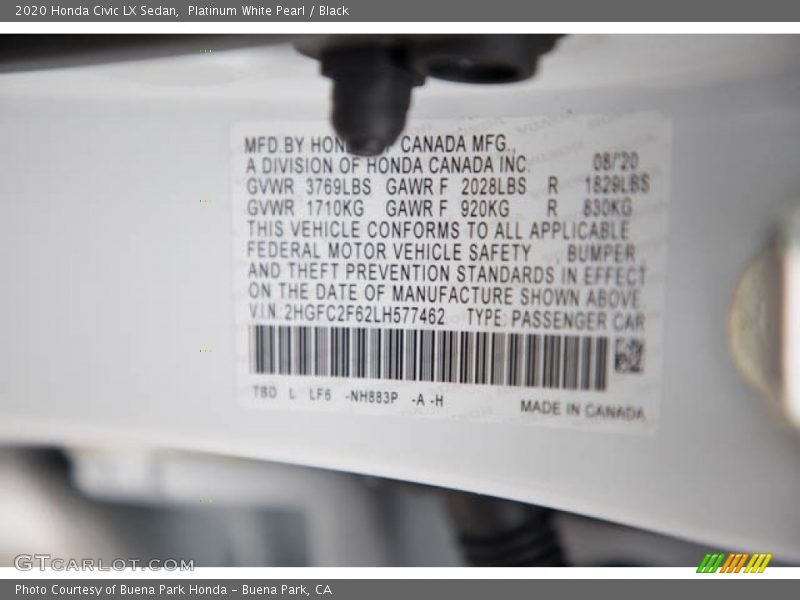 2020 Honda Civic LX Sedan, Platinum White Pearl / Black
MFD.BY CANADA MFG.,
A DIVISION OF HONDA CANADA INC. 08/20
GVWR 3769LBS GAWR F 2028LBS R 1829LBS
GVWR 1710KG GAWR F 920KG R 830KG
THIS VEHICLE CONFORMS TO ALL APPLICABLE
FEDERAL MOTOR VEHICLE SAFETY , BUMPER ,
AND THEFT PREVENTION STANDARDS IN EFFECT
ON THE DATE OF MANUFACTURE SHOWN ABOVE.
V.I.N.:2HGFC2F62LH577462 TYPE: PASSENGER CAR
TBD L LF6 -NH883P -A -H
MADE IN CANADA
GTCARLOT.COM
Photo Courtesy of Buena Park Honda - Buena Park, CA